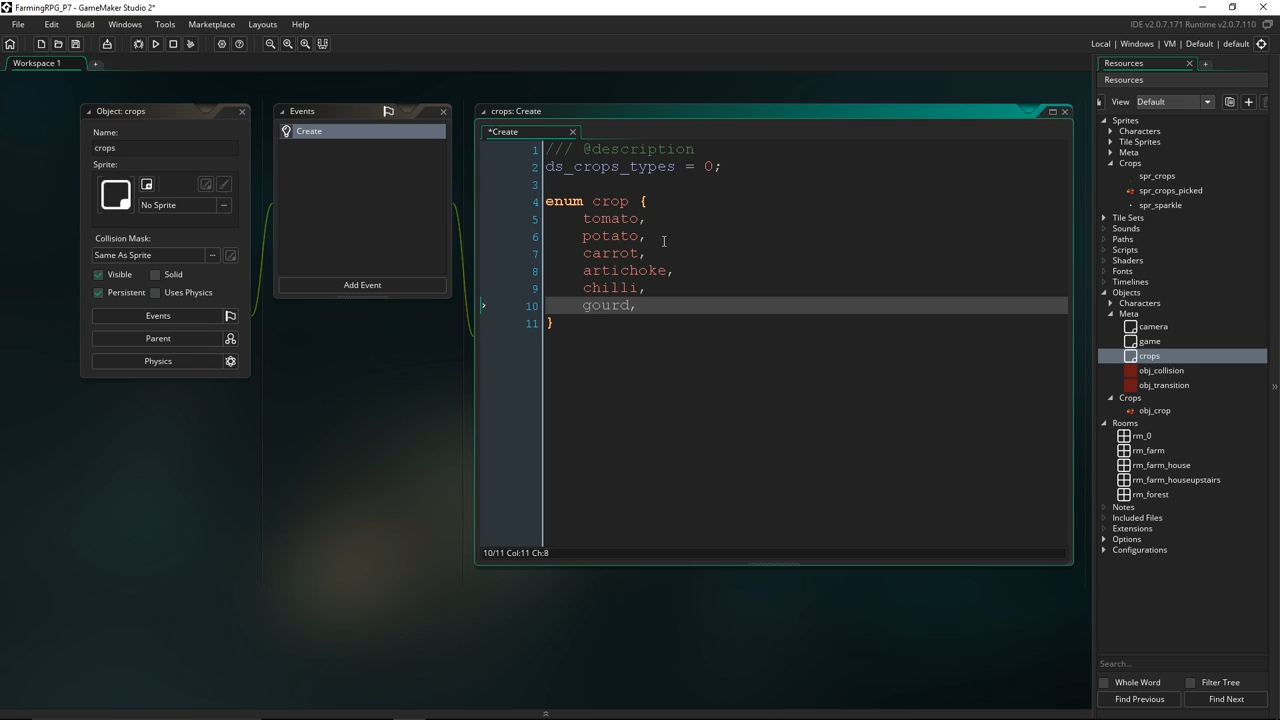 FarmingRPG_P7 - GameMaker Studio 2*
File Edit Build Windows Tools Marketplace Layouts Help
IDE v2.0.7.171 Runtime v2.0.7.110
Local | Windows | VM | Default | default
Workspace 1
Object: crops
Name:
crops
Sprite:
No Sprite
Collision Mask:
Same As Sprite
Visible Solid
Persistent Uses Physics
Events
Parent
Physics
Events
Create
Add Event
crops: Create
*Create
1 /// @description
2 ds_crops_types = 0;
3
4 enum crop {
5 tomato,
6 potato,
7 carrot,
8 artichoke,
9 chilli,
10 gourd,
11 }
10/11 Col:11 Ch:8
Resources
Resources
View Default
Sprites
Characters
Tile Sprites
Meta
Crops
spr_crops
spr_crops_picked
spr_sparkle
Tile Sets
Sounds
Paths
Scripts
Shaders
Fonts
Timelines
Objects
Characters
Meta
camera
game
crops
obj_collision
obj_transition
Crops
obj_crop
Rooms
rm_0
rm_farm
rm_farm_house
rm_farm_houseupstairs
rm_forest
Notes
Included Files
Extensions
Options
Configurations
Search...
Whole Word Filter Tree
Find Previous Find Next